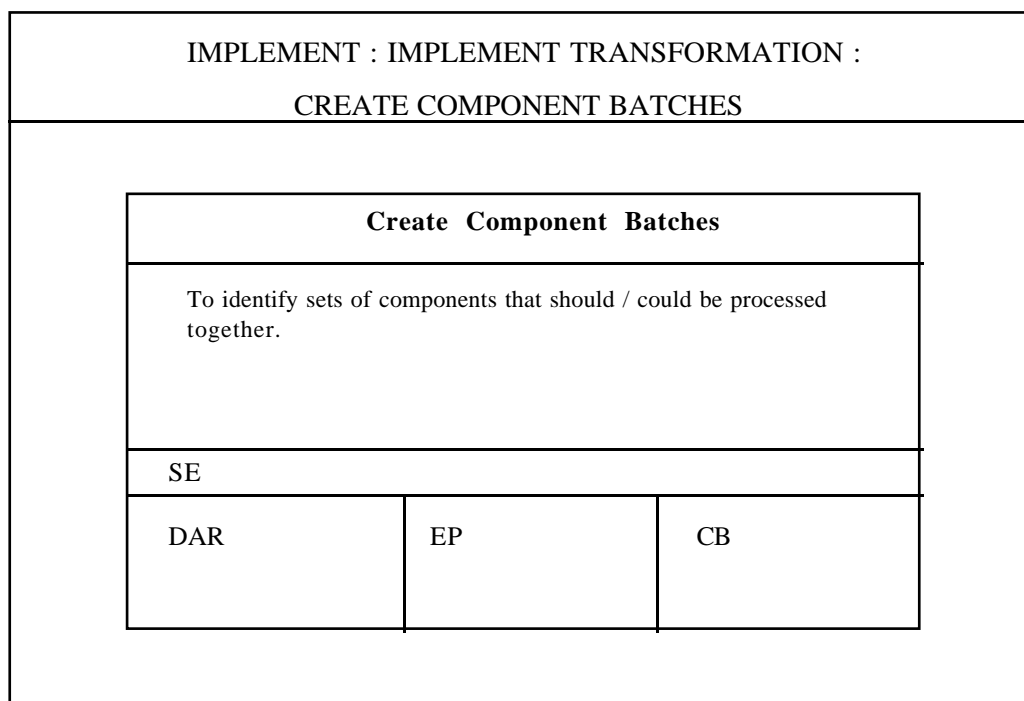 IMPLEMENT : IMPLEMENT TRANSFORMATION :
CREATE COMPONENT BATCHES
Create Component Batches
To identify sets of components that should / could be processed
together.
SE
DAR EP CB